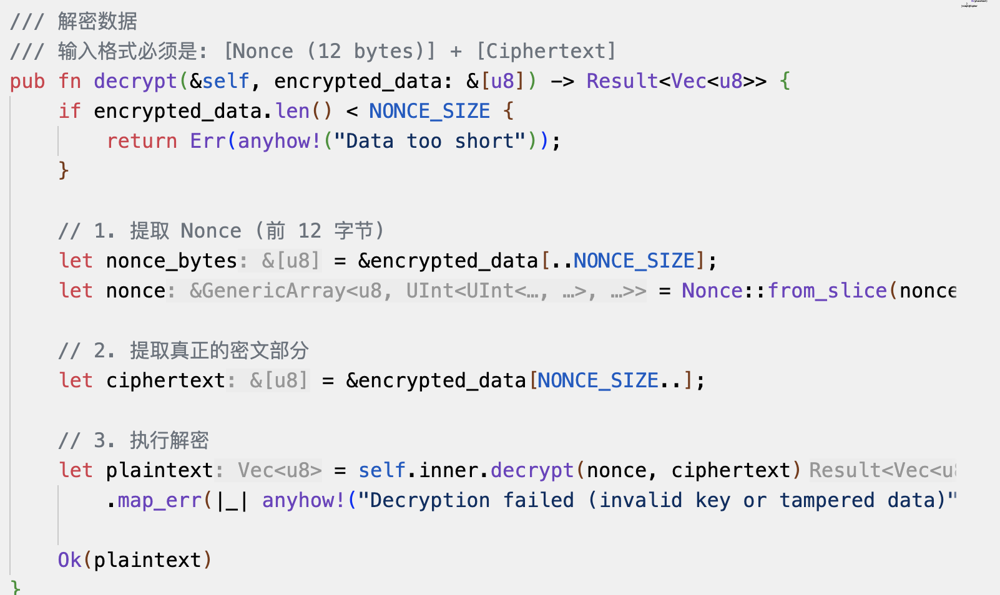 /// 解密数据
/// 输入格式必须是: [Nonce (12 bytes)] + [Ciphertext]
pub fn decrypt(&self, encrypted_data: &[u8]) -> Result<Vec<u8>> {
if encrypted_data.len() < NONCE_SIZE {
return Err(anyhow!("Data too short"));
}
// 1. 提取 Nonce (前 12 字节)
let nonce_bytes: &[u8] = &encrypted_data[..NONCE_SIZE];
let nonce: &GenericArray<u8, UInt<UInt<…, …>, …>> = Nonce::from_slice(nonce
// 2. 提取真正的密文部分
let ciphertext: &[u8] = &encrypted_data[NONCE_SIZE..];
// 3. 执行解密
let plaintext: Vec<u8> = self.inner.decrypt(nonce, ciphertext) Result<Vec<u8
.map_err(|_| anyhow!("Decryption failed (invalid key or tampered data)"
Ok(plaintext)
}